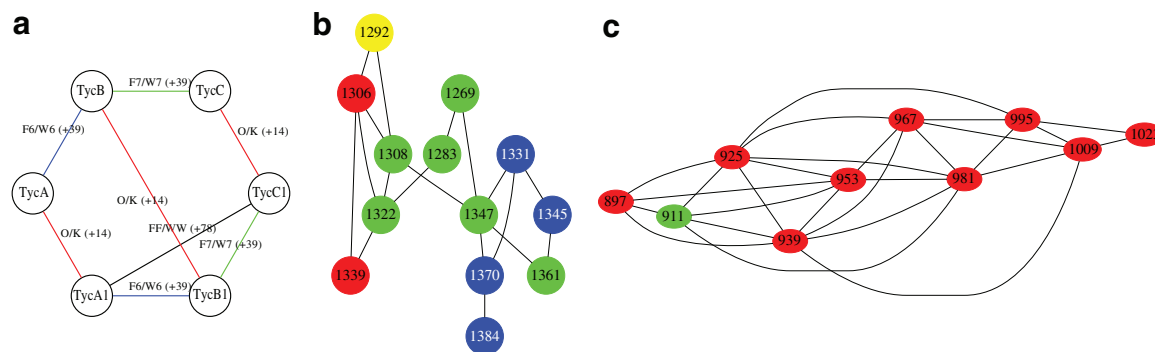 a
b
c
TycB
F7/W7 (+39)
TycC
F6/W6 (+39)
O/K (+14)
TycA
O/K (+14)
TycC1
O/K (+14)
FF/WW (+78)
F7/W7 (+39)
TycA1
F6/W6 (+39)
TycB1
1292
1306
1269
1308
1283
1331
1322
1347
1345
1339
1370
1361
1384
967
995
1009
925
953
981
897
911
939